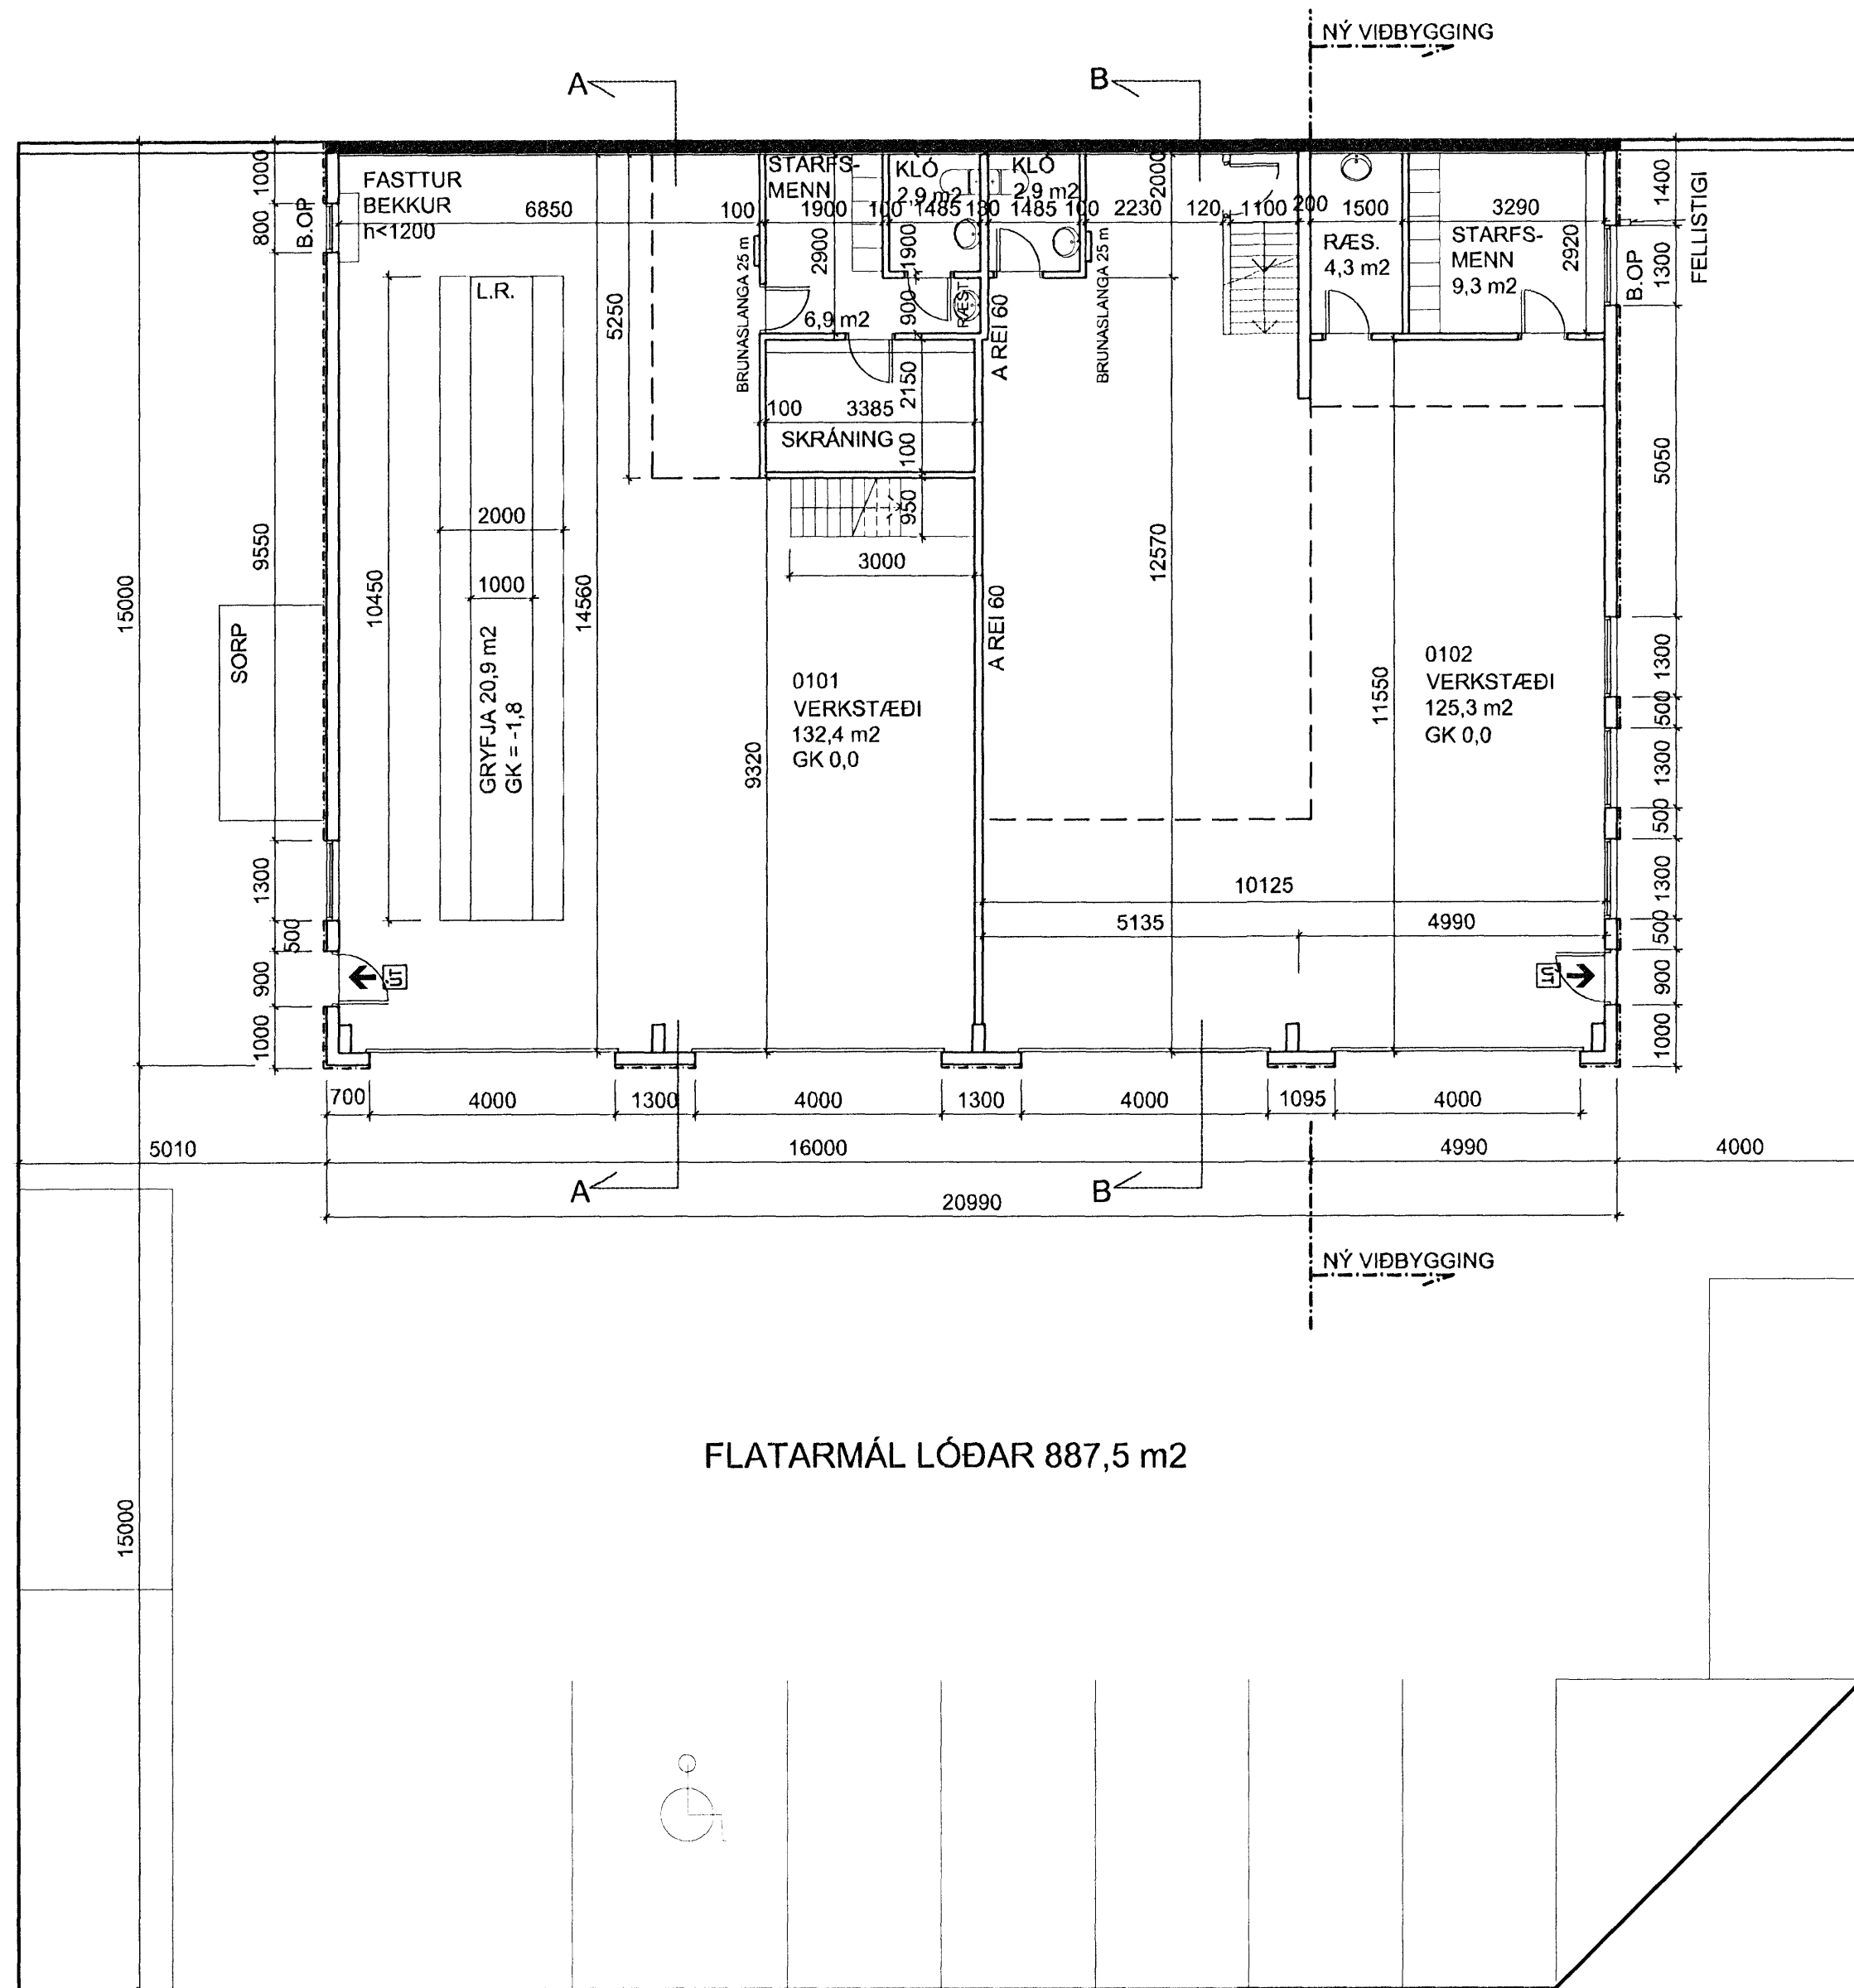 NÝ VIÐBYGGING
A
B
FASTTUR
BEKKUR
h<1200
STARFS-
MENN
KLÓ
2,9 m2
KLÓ
2,9 m2
1000
800
B.OP
6850
100
1900
100
1485
130
1485
100
2230
120
1100
200
1500
3290
2000
1400
1300
B.OP
FELLISTIGI
RÆS.
4,3 m2
STARFS-
MENN
9,3 m2
2920
L.R.
5250
BRUNASLANGA 25 m
2900
1900
900
RÆST
6,9 m2
A REI 60
BRUNASLANGA 25 m
100
3385
2150
SKRÁNING
100
950
3000
2000
1000
10450
14560
GRYFJA 20,9 m2
GK = -1,8
15000
9550
SORP
9320
0101
VERKSTÆÐI
132,4 m2
GK 0,0
A REI 60
12570
11550
0102
VERKSTÆÐI
125,3 m2
GK 0,0
5050
1300
500
1300
500
1300
500
900
1000
1300
500
900
1000
ÚT
10125
5135
4990
ÚT
700
4000
1300
4000
1300
4000
1095
4000
5010
16000
4990
4000
A
B
20990
NÝ VIÐBYGGING
FLATARMÁL LÓÐAR 887,5 m2
15000